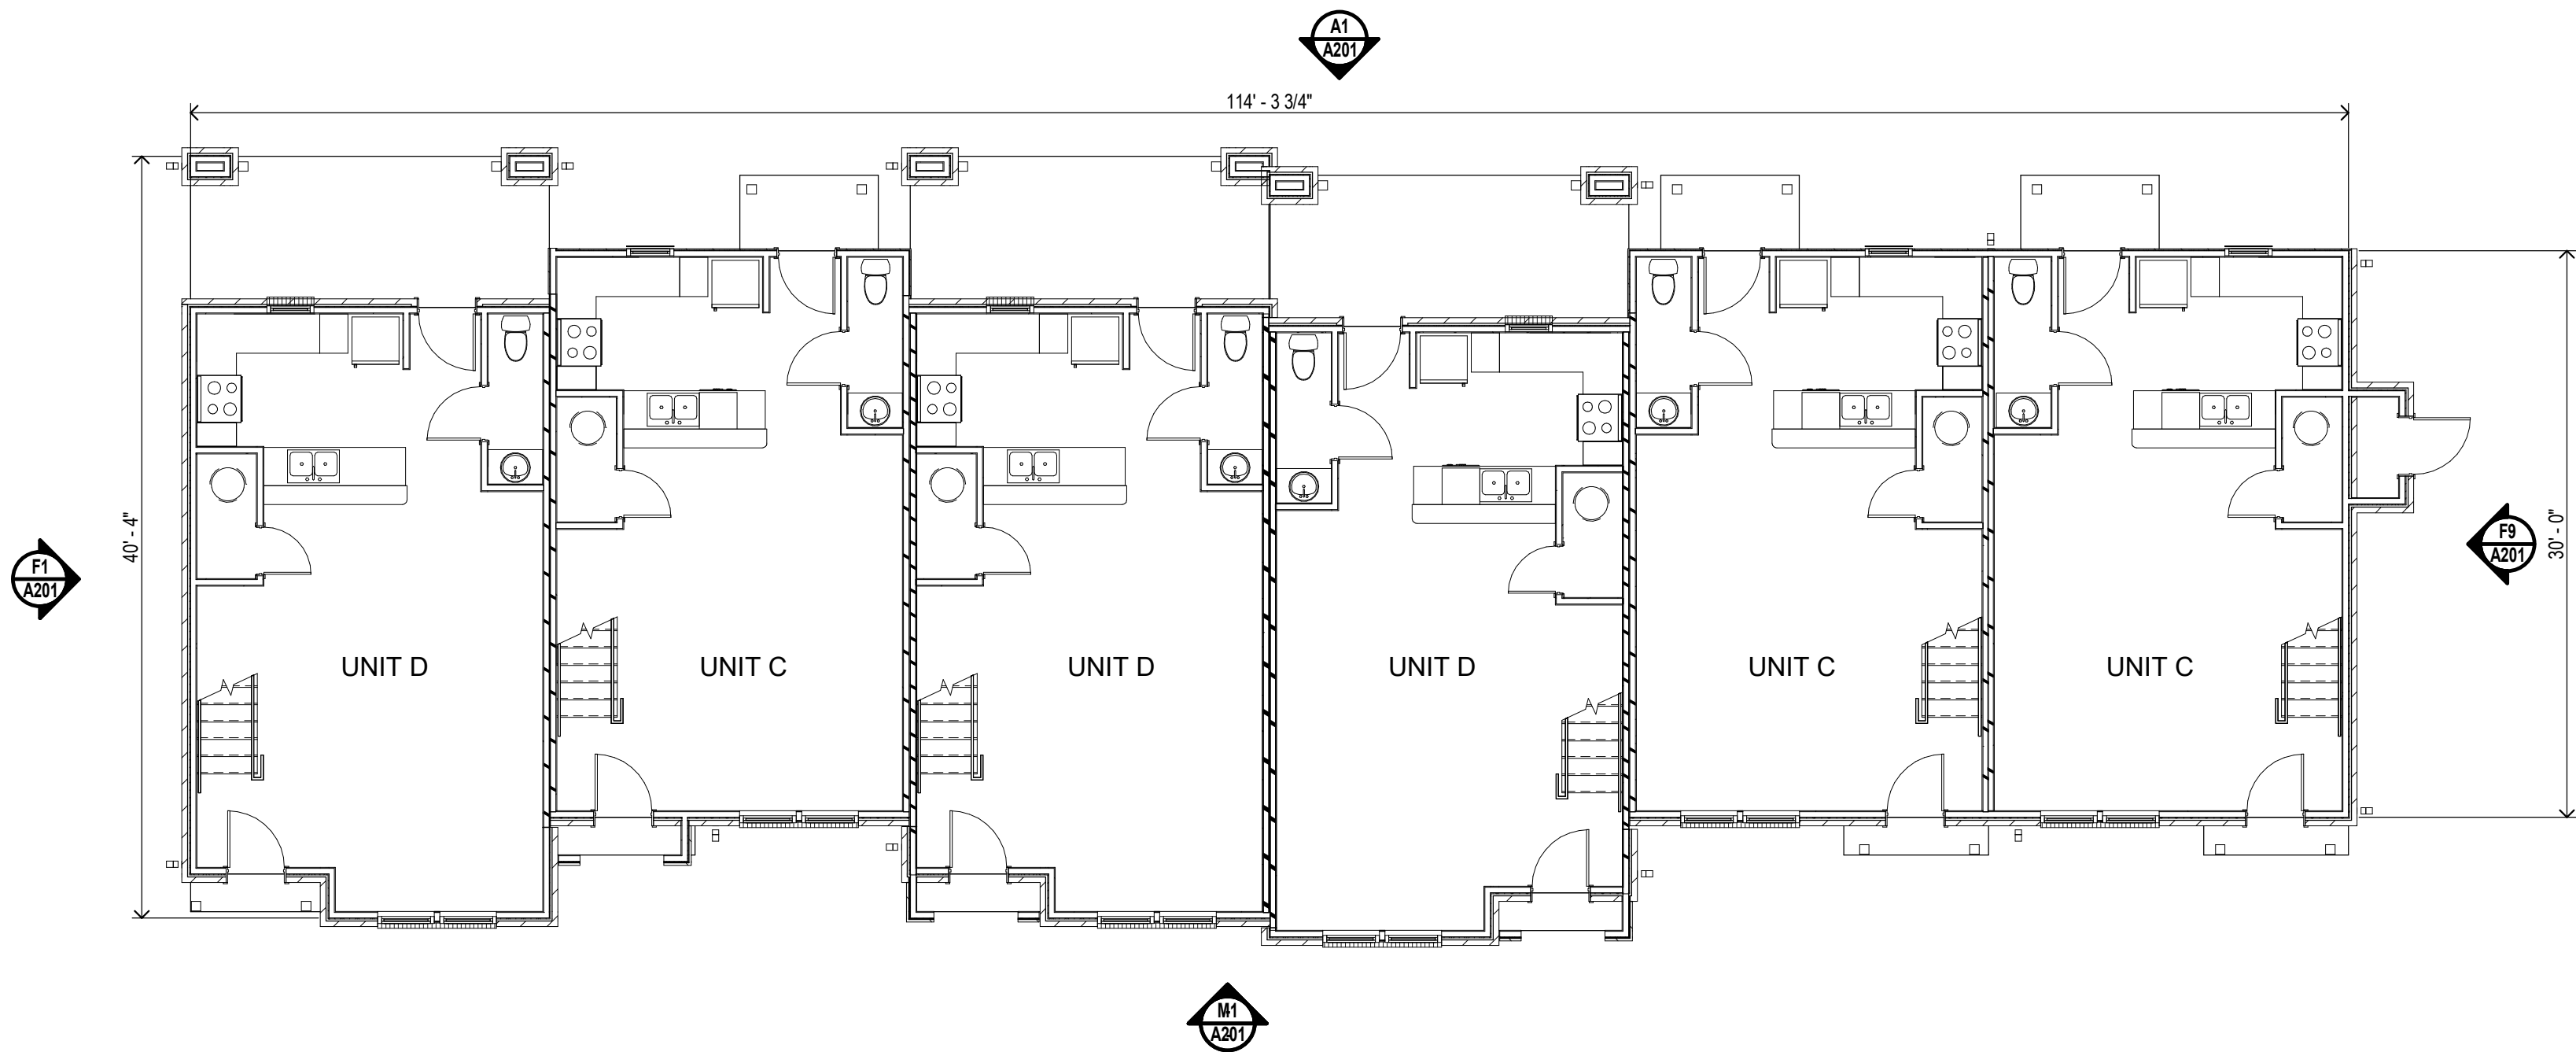 A1
A201
114' - 3 3/4"
40' - 4"
F1
A201
F9
A201
30' - 0"
UNIT D
UNIT C
UNIT D
UNIT D
UNIT C
UNIT C
M1
A201